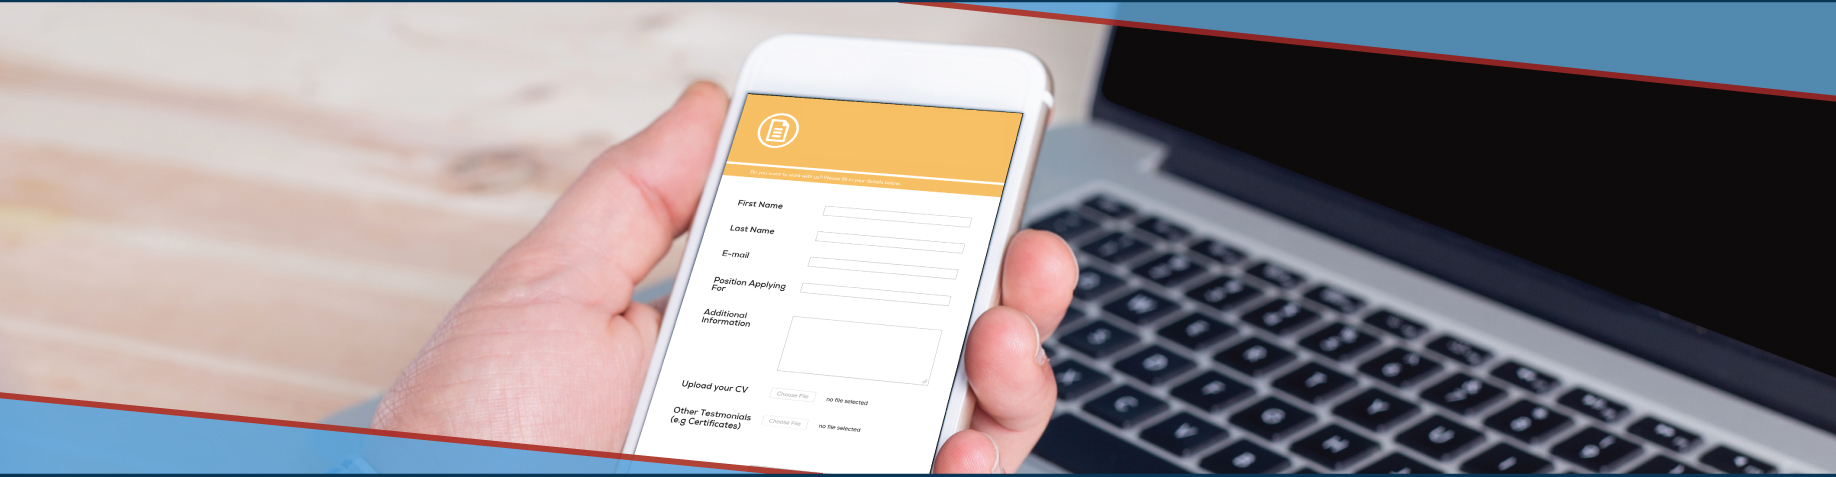 Do you want to work with us? Please fill in your details below
First Name
Last Name
E-mail
Position Applying
For
Additional
Information
Upload your CV
Choose File
no file selected
Other Testmonials
(e.g Certificates)
Choose File
no file selected